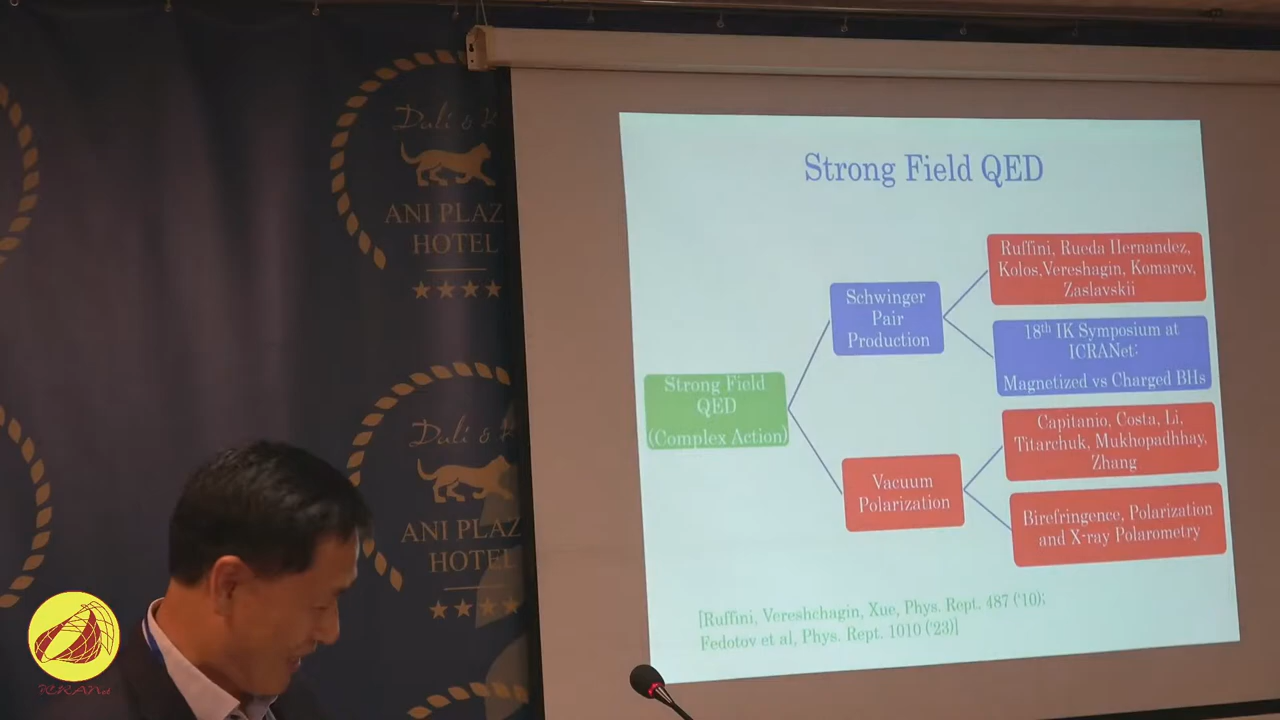 Strong Field QED
Ruffini, Rueda Hernandez,
Kolos,Vereshagin, Komarov,
Zaslavskii
Schwinger
Pair
Production
18th IK Symposium at
ICRANet:
Magnetized vs Charged BHs
Strong Field
QED
(Complex Action)
Capitanio, Costa, Li,
Titarchuk, Mukhopadhhay,
Zhang
Vacuum
Polarization
Birefringence, Polarization
and X-ray Polarometry
[Ruffini, Vereshchagin, Xue, Phys. Rept. 487 ('10);
Fedotov et al, Phys. Rept. 1010 ('23)]
Dali &
ANI PLAZ
HOTEL
Dali &
ANI PLAZ
HOTEL
ICRANet